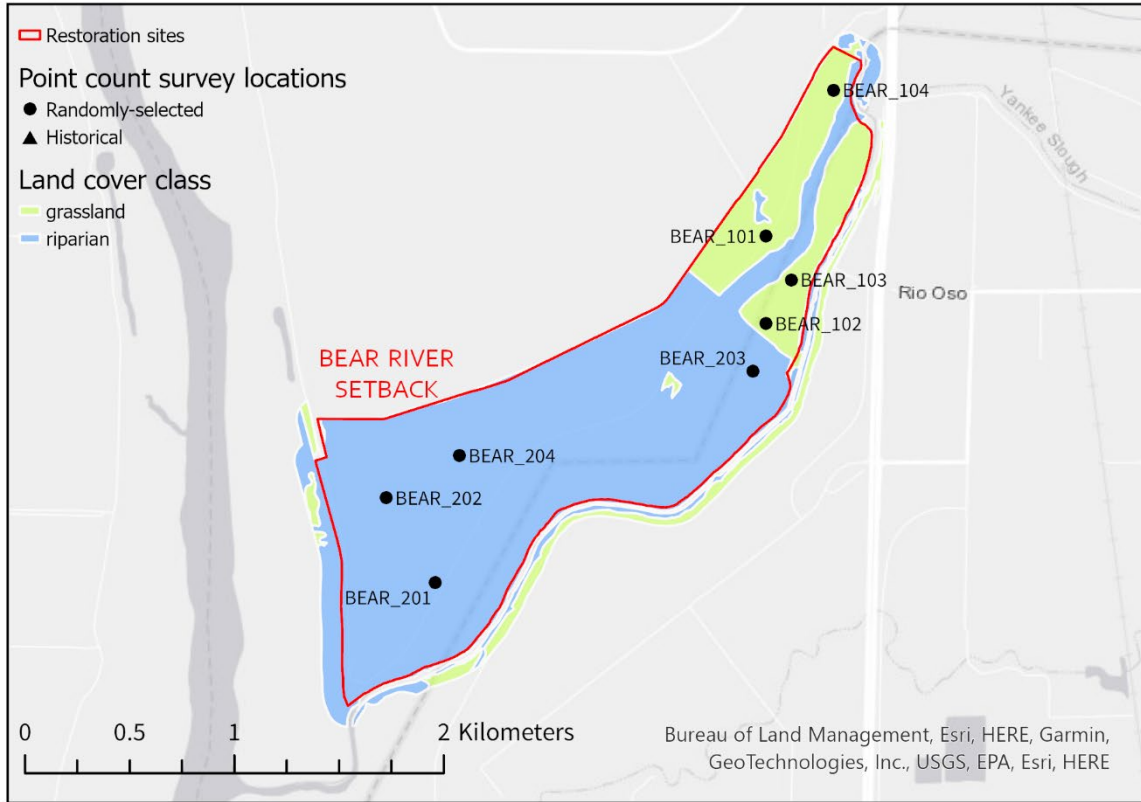 Restoration sites
Point count survey locations
Randomly-selected
Historical
Land cover class
grassland
riparian
BEAR_104
Yankee Slough
BEAR_101
BEAR_103
Rio Oso
BEAR_102
BEAR RIVER
SETBACK
BEAR_203
BEAR_204
BEAR_202
BEAR_201
0 0.5 1 2 Kilometers
Bureau of Land Management, Esri, HERE, Garmin,
GeoTechnologies, Inc., USGS, EPA, Esri, HERE